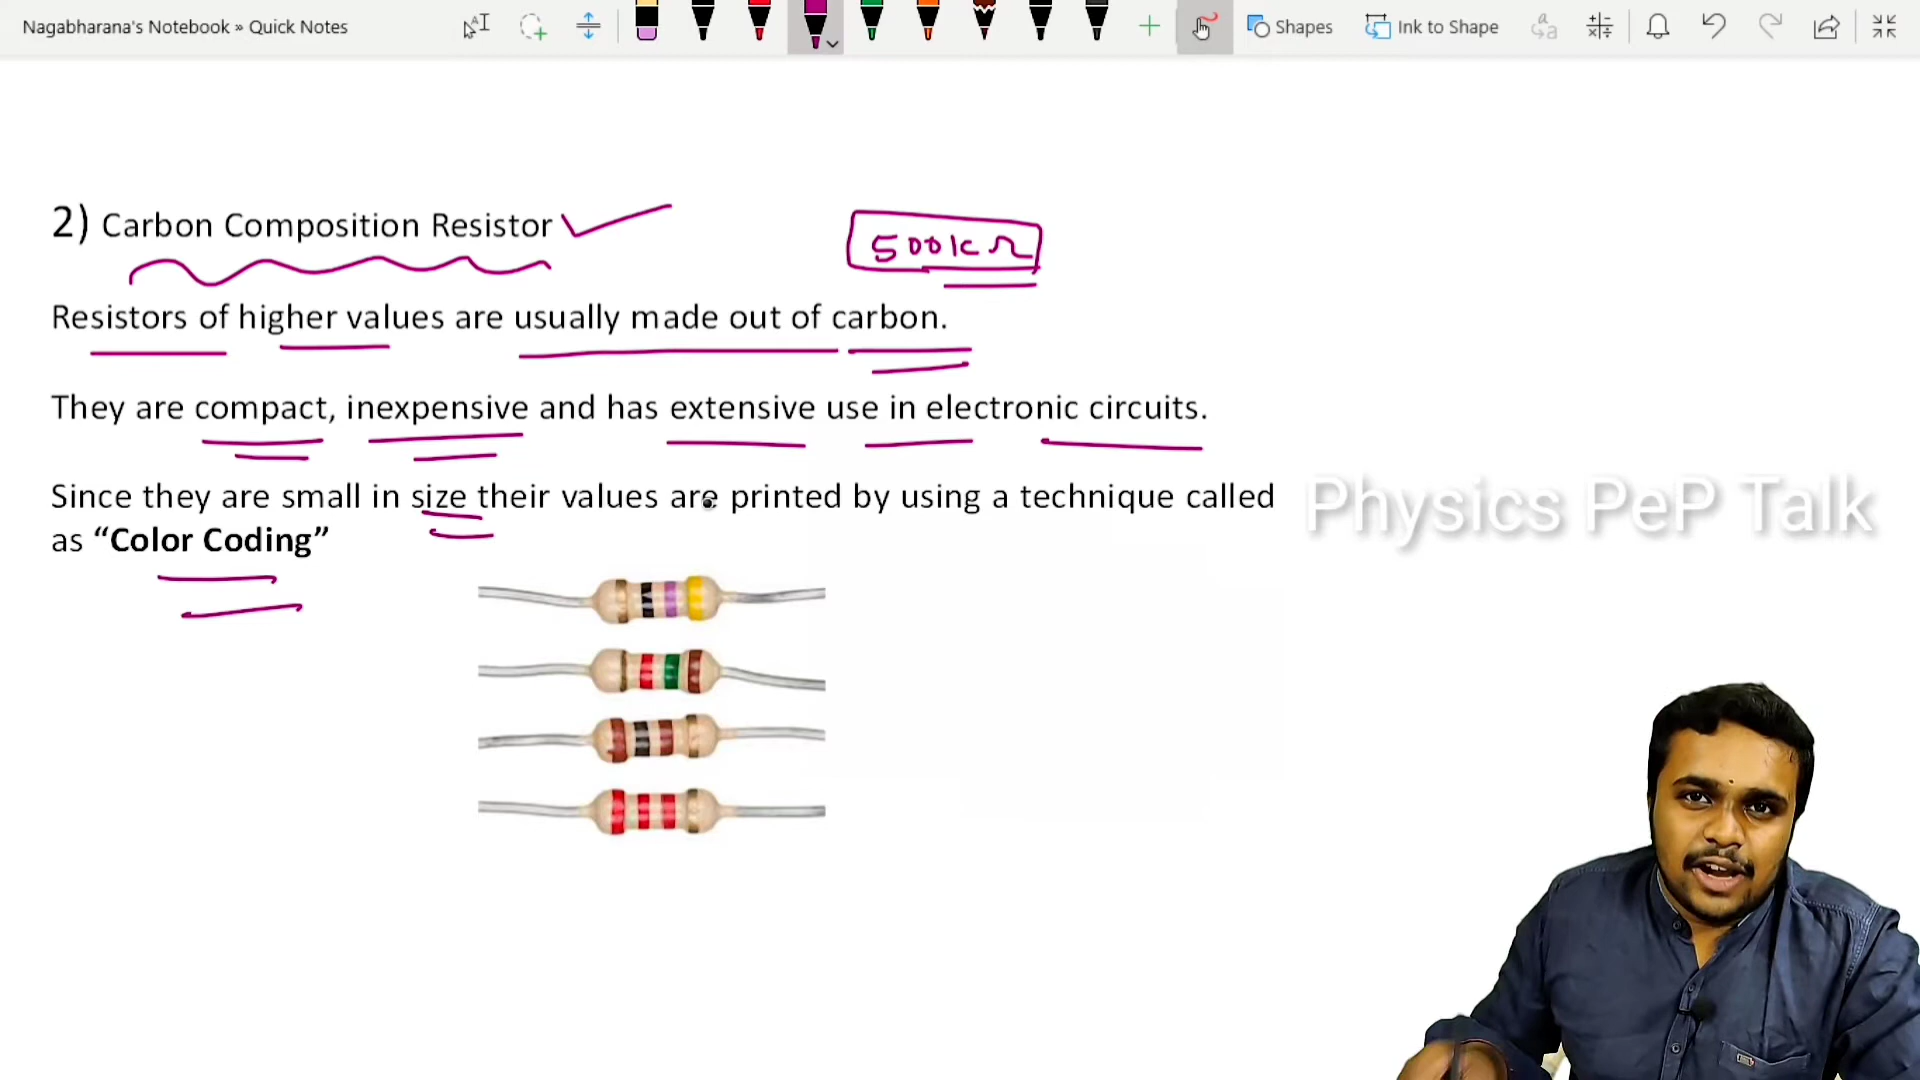 Nagabharana's Notebook » Quick Notes
Shapes
Ink to Shape
2) Carbon Composition Resistor
500kΩ
Resistors of higher values are usually made out of carbon.
They are compact, inexpensive and has extensive use in electronic circuits.
Since they are small in size their values are printed by using a technique called
as “Color Coding”
Physics PeP Talk